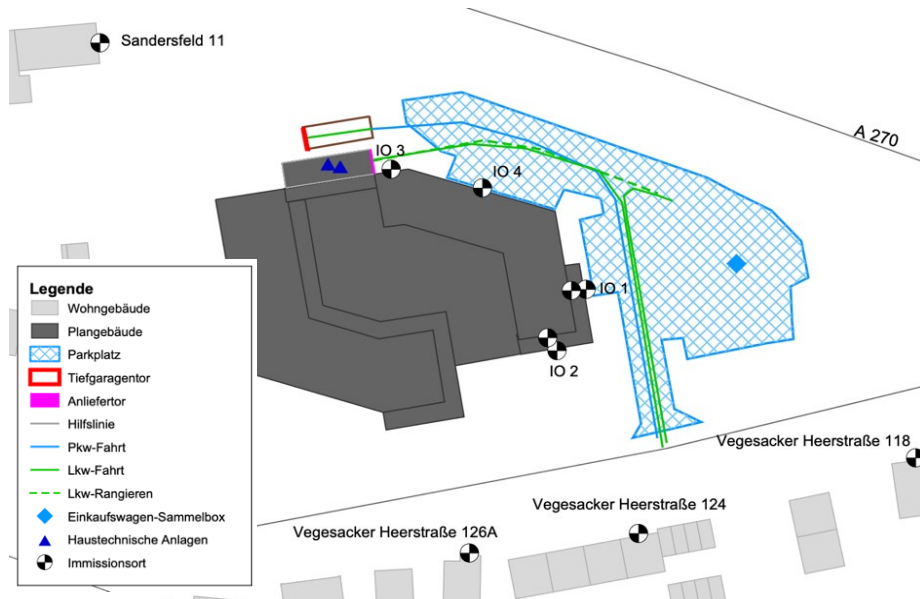 Sandersfeld 11
A 270
IO 3
IO 4
IO 1
IO 2
Legende
Wohngebäude
Plangebäude
Parkplatz
Tiefgaragentor
Anliefertor
Hilfslinie
Pkw-Fahrt
Lkw-Fahrt
Lkw-Rangieren
Einkaufswagen-Sammelbox
Haustechnische Anlagen
Immissionsort
Vegesacker Heerstraße 118
Vegesacker Heerstraße 124
Vegesacker Heerstraße 126A